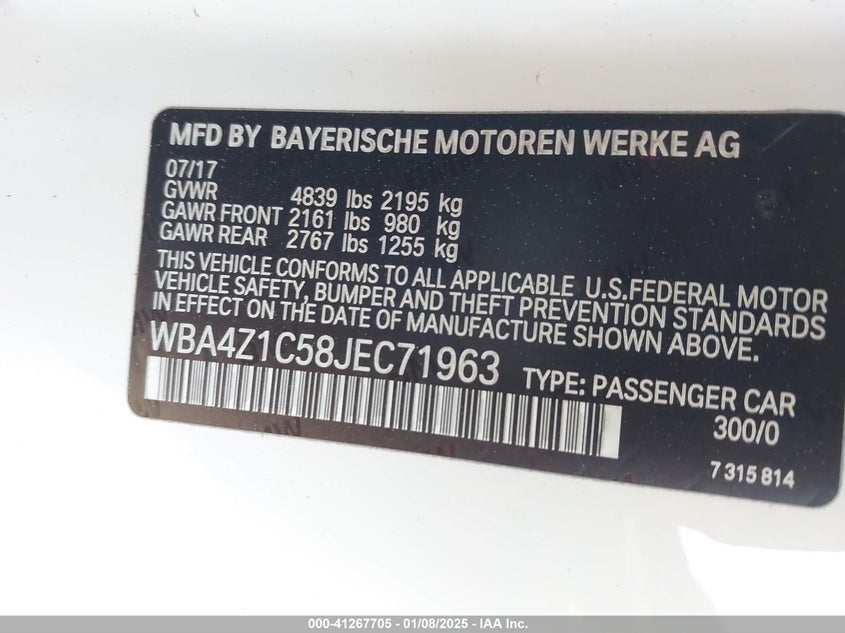 MFD BY BAYERISCHE MOTOREN WERKE AG
07/17
GVWR 4839 lbs 2195 kg
GAWR FRONT 2161 lbs 980 kg
GAWR REAR 2767 lbs 1255 kg
THIS VEHICLE CONFORMS TO ALL APPLICABLE U.S.FEDERAL MOTOR
VEHICLE SAFETY, BUMPER AND THEFT PREVENTION STANDARDS
IN EFFECT ON THE DATE OF MANUFACTURE SHOWN ABOVE.
WBA4Z1C58JEC71963 TYPE: PASSENGER CAR
300/0
7 315 814
000-41267705 - 01/08/2025 - IAA Inc.